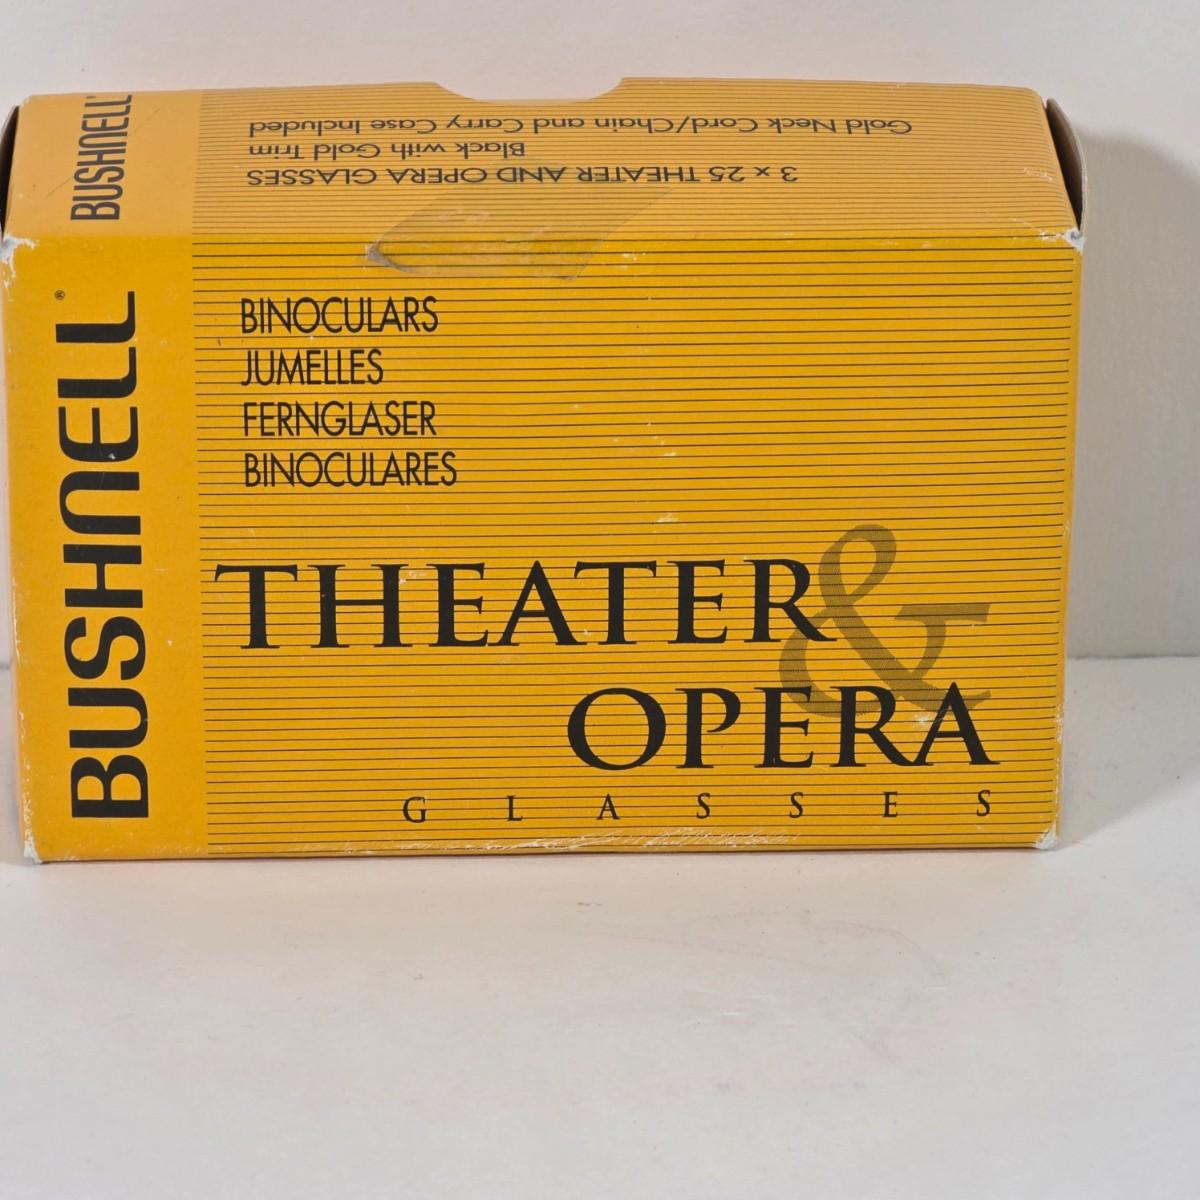 BUSHNELL
3 x 25 THEATER AND OPERA GLASSES
Black with Gold Trim
Gold Neck Cord/Chain and Carry Case Included
BUSHNELL®
BINOCULARS
JUMELLES
FERNGLASER
BINOCULARES
THEATER &
OPERA
GLASSES